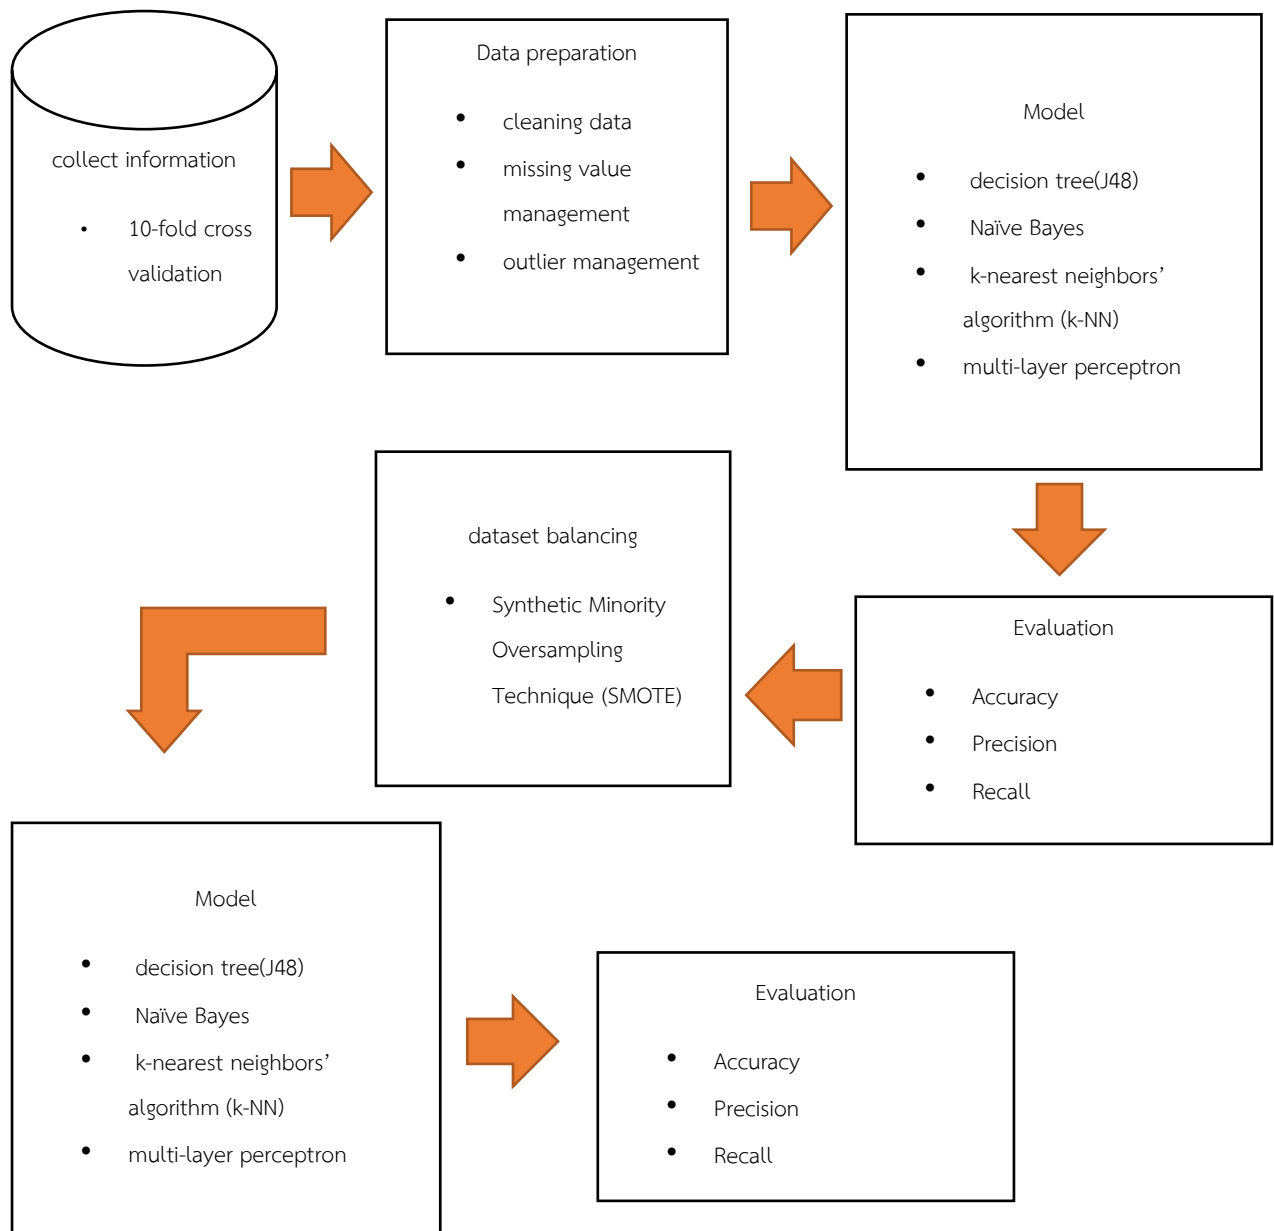 collect information
• 10-fold cross
validation
Data preparation
• cleaning data
• missing value
management
• outlier management
Model
• decision tree(J48)
• Naïve Bayes
• k-nearest neighbors’
algorithm (k-NN)
• multi-layer perceptron
Evaluation
• Accuracy
• Precision
• Recall
dataset balancing
• Synthetic Minority
Oversampling
Technique (SMOTE)
Model
• decision tree(J48)
• Naïve Bayes
• k-nearest neighbors’
algorithm (k-NN)
• multi-layer perceptron
Evaluation
• Accuracy
• Precision
• Recall